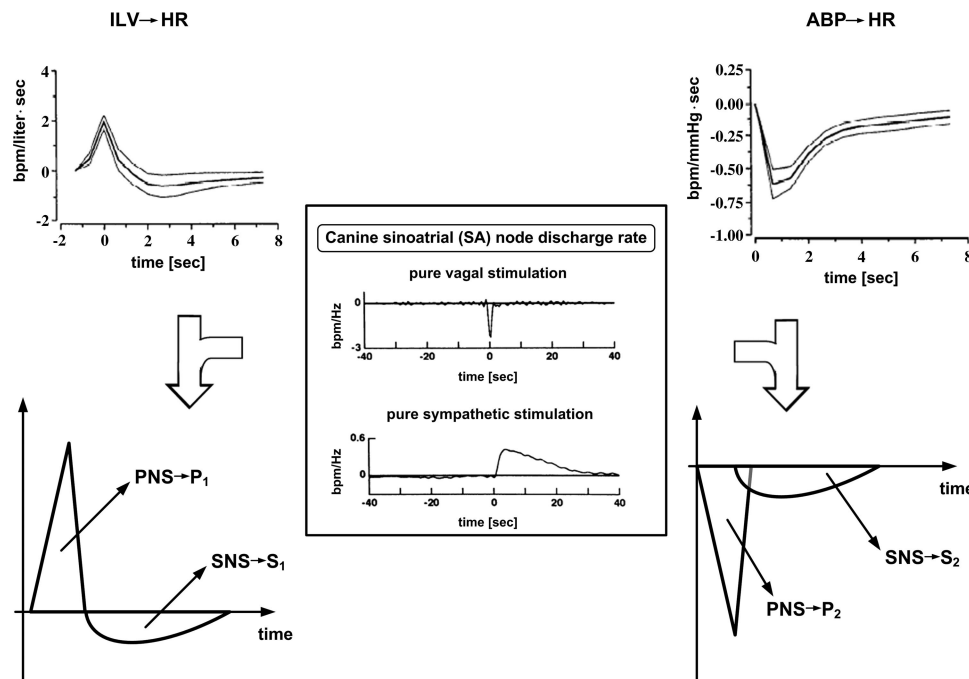 ILV→HR
bpm/liter·sec
4
2
0
-2
-2 0 2 4 6 8
time [sec]
ABP→HR
bpm/mmHg·sec
0.25
0.00
-0.25
-0.50
-0.75
-1.00
0 2 4 6 8
time [sec]
Canine sinoatrial (SA) node discharge rate
pure vagal stimulation
bpm/Hz
0
-3
-40 -20 0 20 40
time [sec]
pure sympathetic stimulation
bpm/Hz
0.6
0
-40 -20 0 20 40
time [sec]
PNS→P₁
SNS→S₁
time
time
SNS→S₂
PNS→P₂